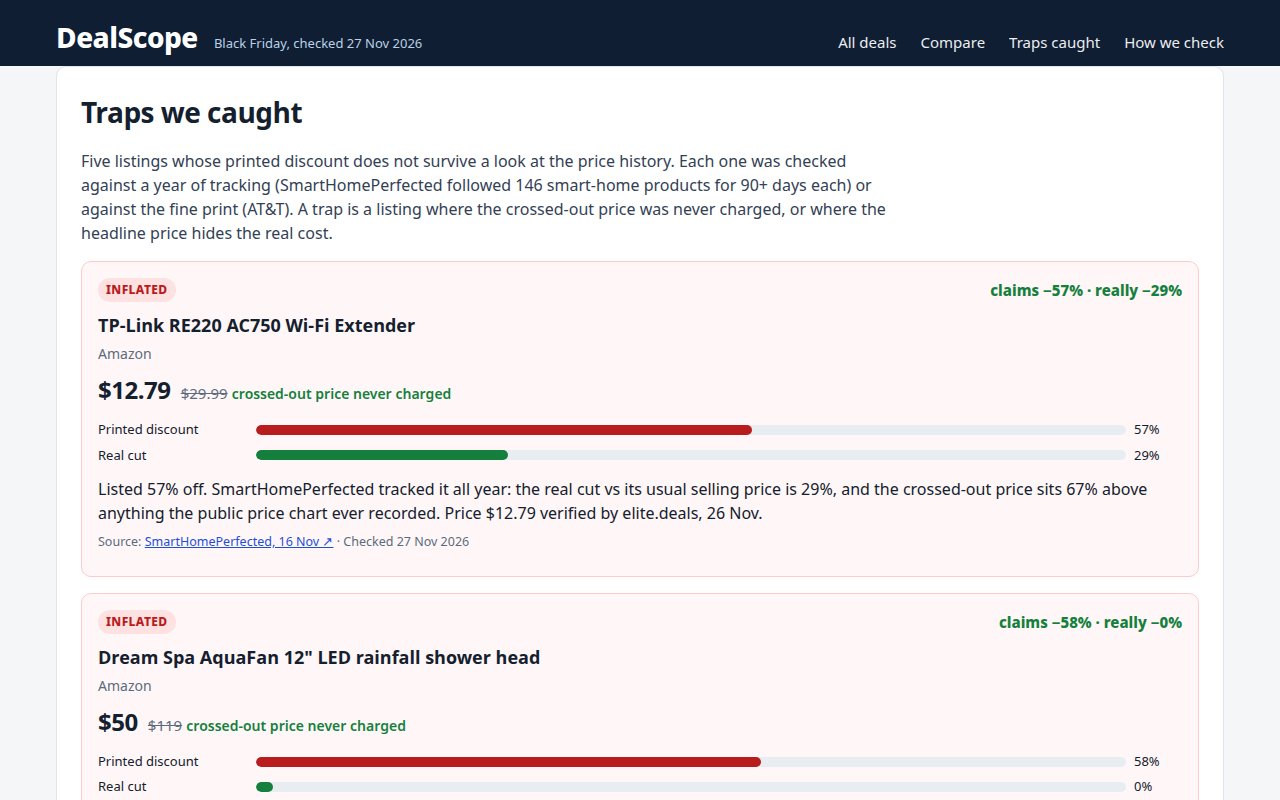 DealScope Black Friday, checked 27 Nov 2026 All deals Compare Traps caught How we check
Traps we caught
Five listings whose printed discount does not survive a look at the price history. Each one was checked
against a year of tracking (SmartHomePerfected followed 146 smart-home products for 90+ days each) or
against the fine print (AT&T). A trap is a listing where the crossed-out price was never charged, or where the
headline price hides the real cost.
INFLATED claims −57% · really −29%
TP-Link RE220 AC750 Wi-Fi Extender
Amazon
$12.79 $29.99 crossed-out price never charged
Printed discount 57%
Real cut 29%
Listed 57% off. SmartHomePerfected tracked it all year: the real cut vs its usual selling price is 29%, and the crossed-out price sits 67% above
anything the public price chart ever recorded. Price $12.79 verified by elite.deals, 26 Nov.
Source: SmartHomePerfected, 16 Nov ↗ · Checked 27 Nov 2026
INFLATED claims −58% · really −0%
Dream Spa AquaFan 12" LED rainfall shower head
Amazon
$50 $119 crossed-out price never charged
Printed discount 58%
Real cut 0%